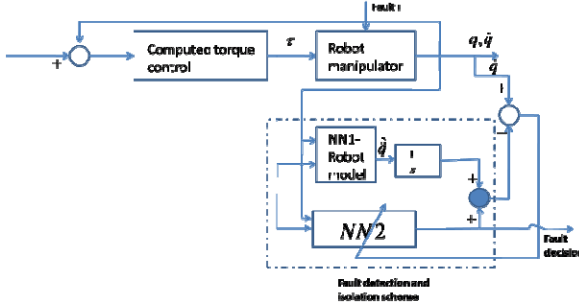 Fault
Computed torque
control
τ
Robot
manipulator
q, q̇
q̇
+
+
−
NN1-
Robot
model
q̈
1
s
+
+
NN2
Fault
decision
Fault detection and
isolation scheme